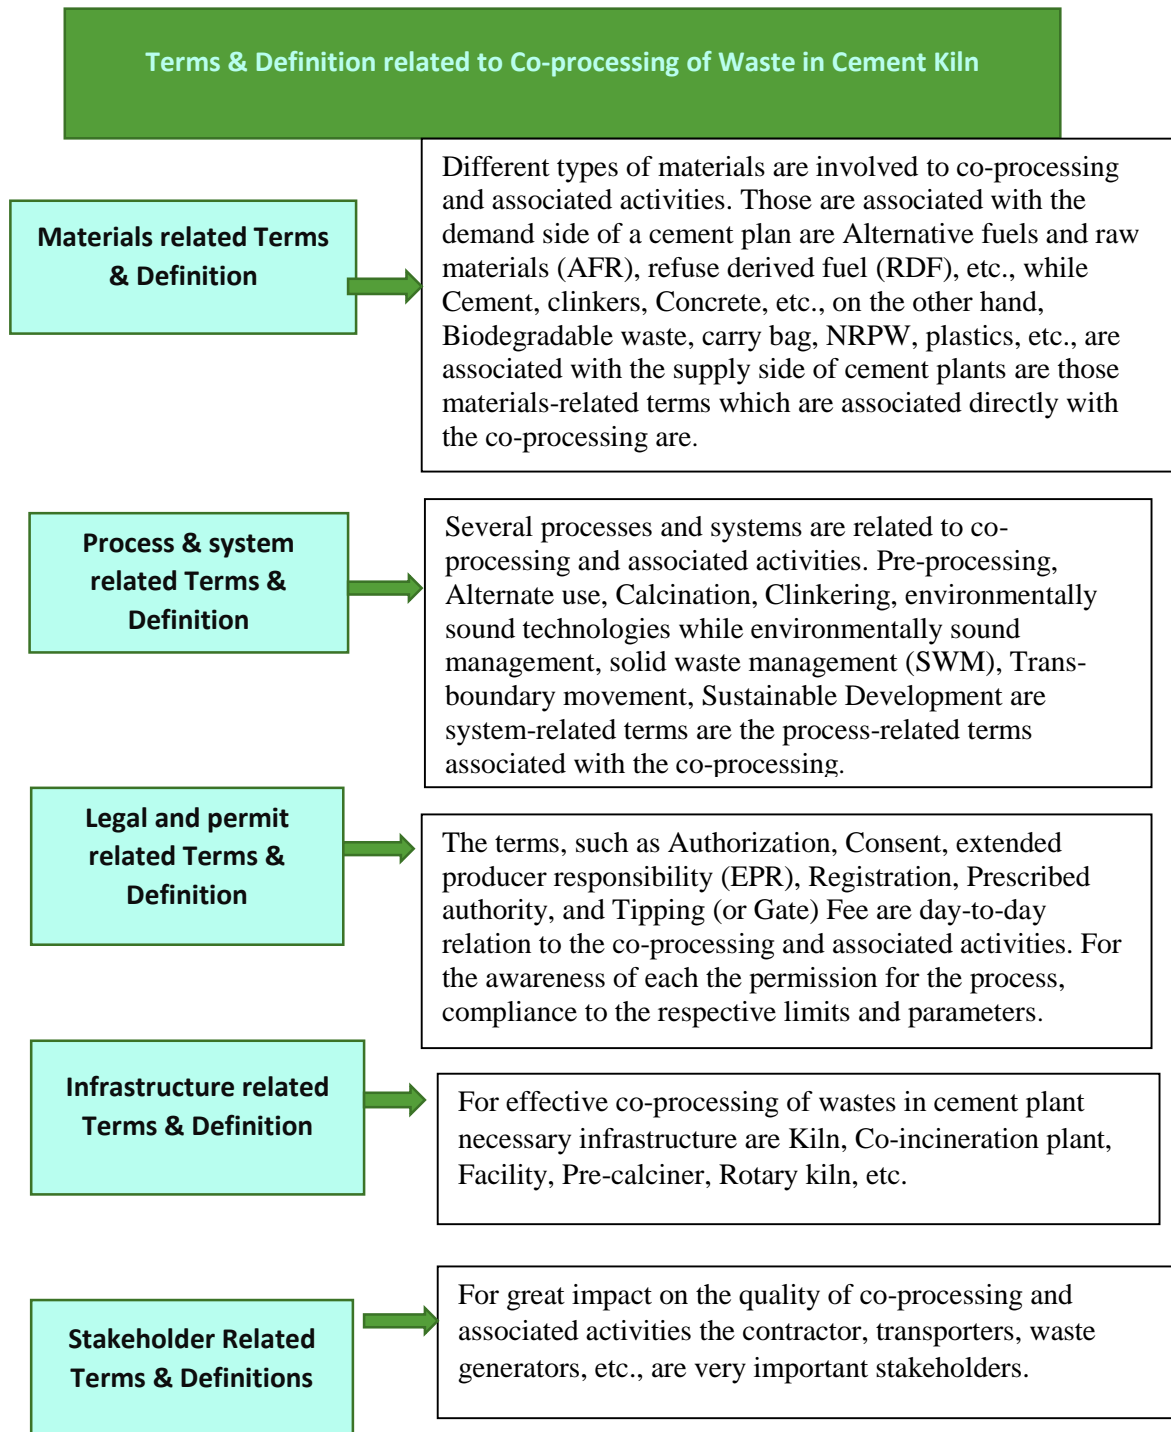 Terms & Definition related to Co-processing of Waste in Cement Kiln
Materials related Terms
& Definition
Different types of materials are involved to co-processing
and associated activities. Those are associated with the
demand side of a cement plan are Alternative fuels and raw
materials (AFR), refuse derived fuel (RDF), etc., while
Cement, clinkers, Concrete, etc., on the other hand,
Biodegradable waste, carry bag, NRPW, plastics, etc., are
associated with the supply side of cement plants are those
materials-related terms which are associated directly with
the co-processing are.
Process & system
related Terms &
Definition
Several processes and systems are related to co-
processing and associated activities. Pre-processing,
Alternate use, Calcination, Clinkering, environmentally
sound technologies while environmentally sound
management, solid waste management (SWM), Trans-
boundary movement, Sustainable Development are
system-related terms are the process-related terms
associated with the co-processing.
Legal and permit
related Terms &
Definition
The terms, such as Authorization, Consent, extended
producer responsibility (EPR), Registration, Prescribed
authority, and Tipping (or Gate) Fee are day-to-day
relation to the co-processing and associated activities. For
the awareness of each the permission for the process,
compliance to the respective limits and parameters.
Infrastructure related
Terms & Definition
For effective co-processing of wastes in cement plant
necessary infrastructure are Kiln, Co-incineration plant,
Facility, Pre-calciner, Rotary kiln, etc.
Stakeholder Related
Terms & Definitions
For great impact on the quality of co-processing and
associated activities the contractor, transporters, waste
generators, etc., are very important stakeholders.